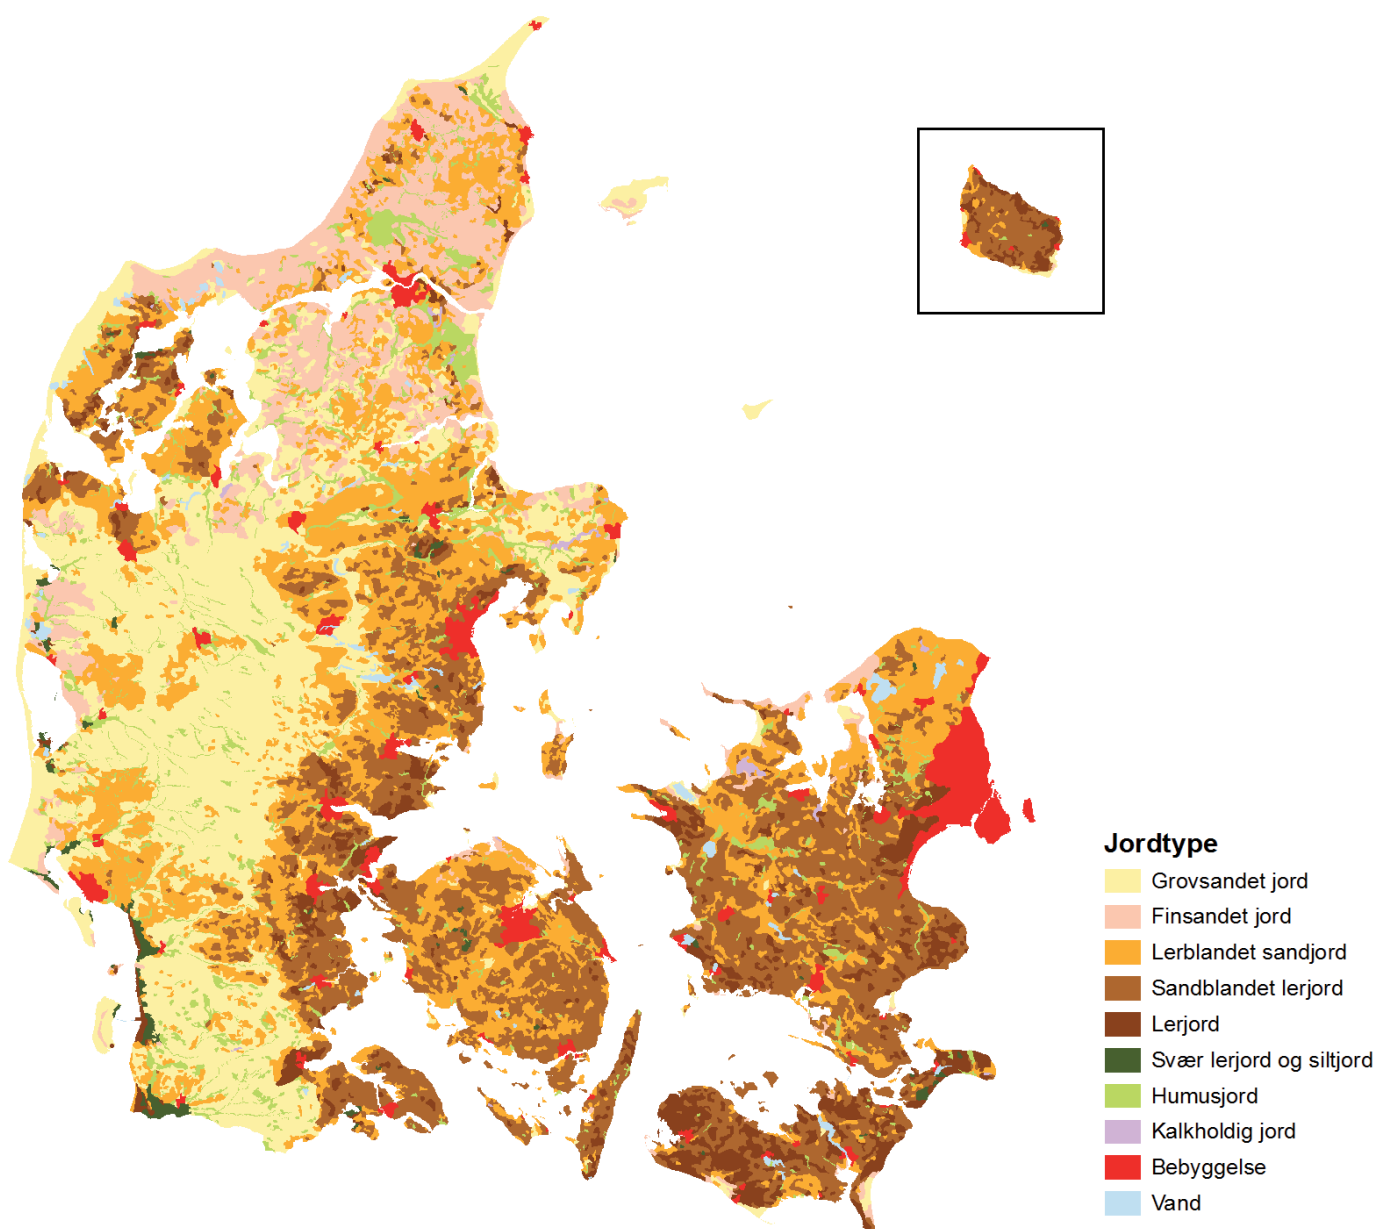 Jordtype
Grovsandet jord
Finsandet jord
Lerblandet sandjord
Sandblandet lerjord
Lerjord
Svær lerjord og siltjord
Humusjord
Kalkholdig jord
Bebyggelse
Vand